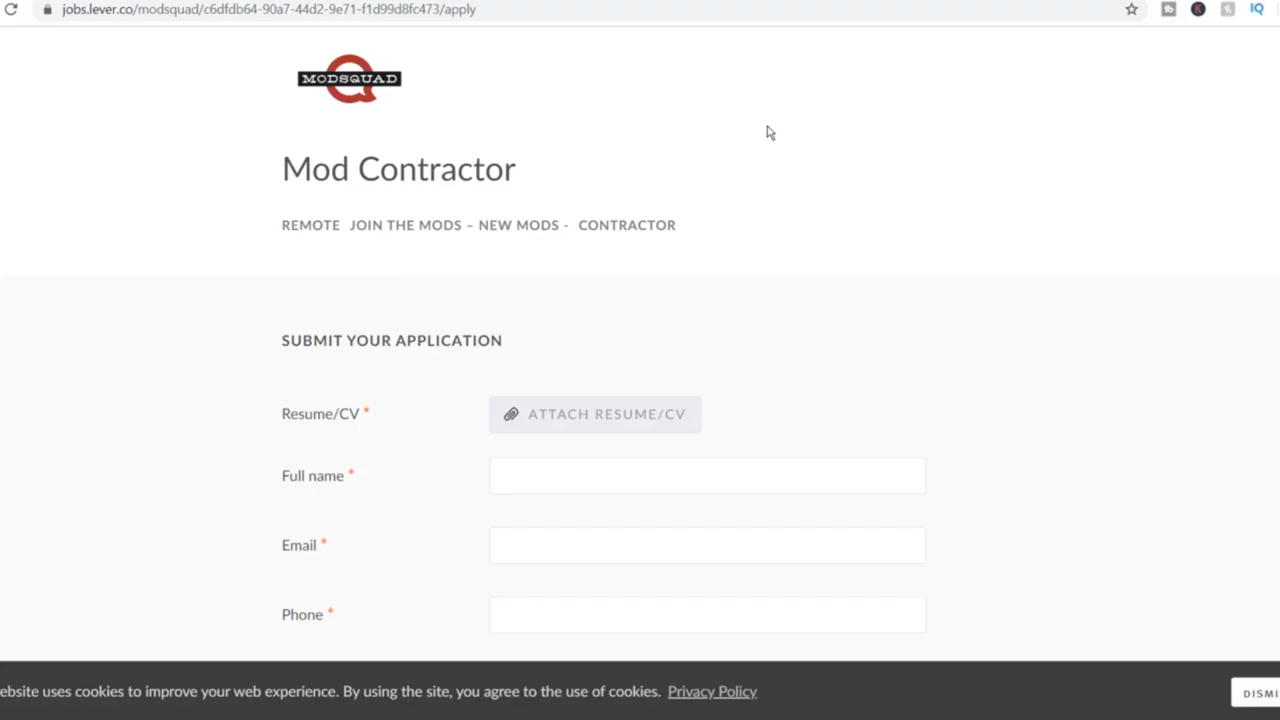 jobs.lever.co/modsquad/c6dfdb64-90a7-44d2-9e71-f1d99d8fc473/apply
IQ
MODSQUAD
Mod Contractor
REMOTE JOIN THE MODS – NEW MODS - CONTRACTOR
SUBMIT YOUR APPLICATION
Resume/CV *
ATTACH RESUME/CV
Full name *
Email *
Phone *
ebsite uses cookies to improve your web experience. By using the site, you agree to the use of cookies. Privacy Policy
DISMI